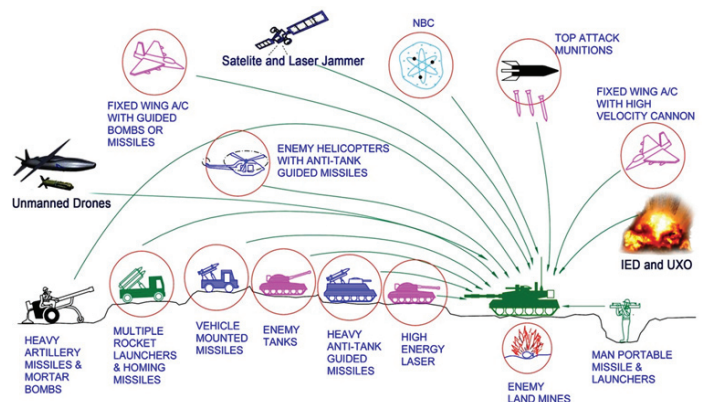 NBC
TOP ATTACK
MUNITIONS
Satelite and Laser Jammer
FIXED WING A/C
WITH GUIDED
BOMBS OR
MISSILES
FIXED WING A/C
WITH HIGH
VELOCITY CANNON
ENEMY HELICOPTERS
WITH ANTI-TANK
GUIDED MISSILES
Unmanned Drones
IED and UXO
HEAVY
ARTILLERY
MISSILES &
MORTAR
BOMBS
MULTIPLE
ROCKET
LAUNCHERS
& HOMING
MISSILES
VEHICLE
MOUNTED
MISSILES
ENEMY
TANKS
HEAVY
ANTI-TANK
GUIDED
MISSILES
HIGH
ENERGY
LASER
ENEMY
LAND MINES
MAN PORTABLE
MISSILE &
LAUNCHERS